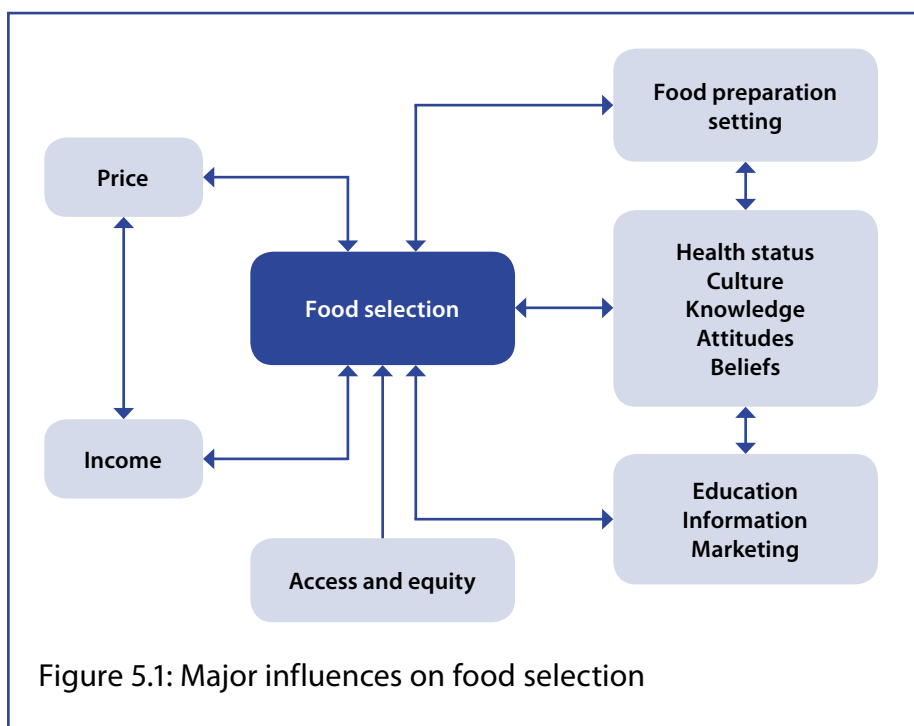 Food preparation
setting
Price
Health status
Culture
Knowledge
Attitudes
Beliefs
Food selection
Income
Education
Information
Marketing
Access and equity
Figure 5.1: Major influences on food selection